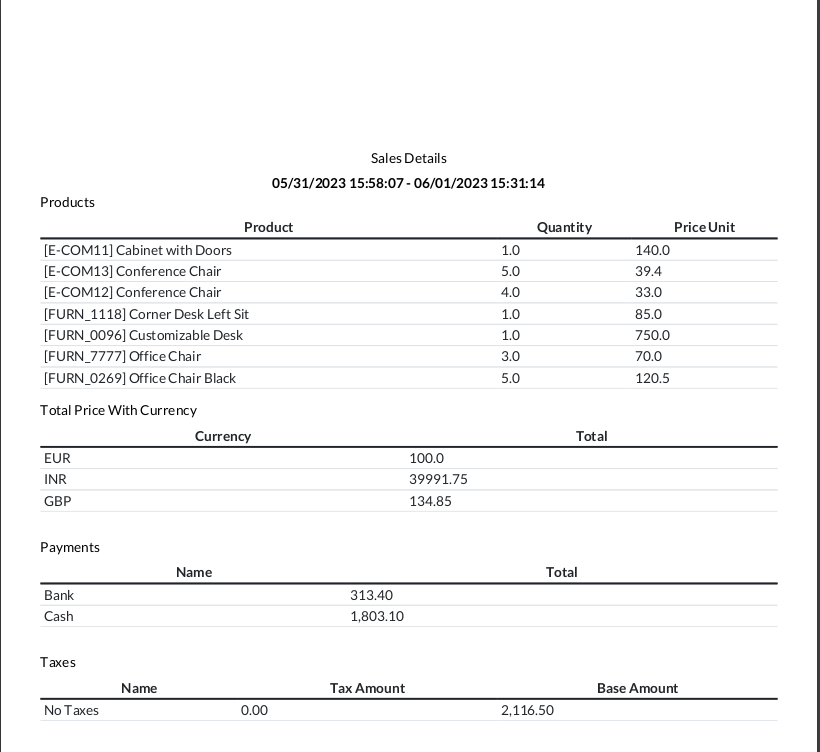 Sales Details
05/31/2023 15:58:07 - 06/01/2023 15:31:14
Products
Product Quantity Price Unit
[E-COM11] Cabinet with Doors 1.0 140.0
[E-COM13] Conference Chair 5.0 39.4
[E-COM12] Conference Chair 4.0 33.0
[FURN_1118] Corner Desk Left Sit 1.0 85.0
[FURN_0096] Customizable Desk 1.0 750.0
[FURN_7777] Office Chair 3.0 70.0
[FURN_0269] Office Chair Black 5.0 120.5
Total Price With Currency
Currency Total
EUR 100.0
INR 39991.75
GBP 134.85
Payments
Name Total
Bank 313.40
Cash 1,803.10
Taxes
Name Tax Amount Base Amount
No Taxes 0.00 2,116.50